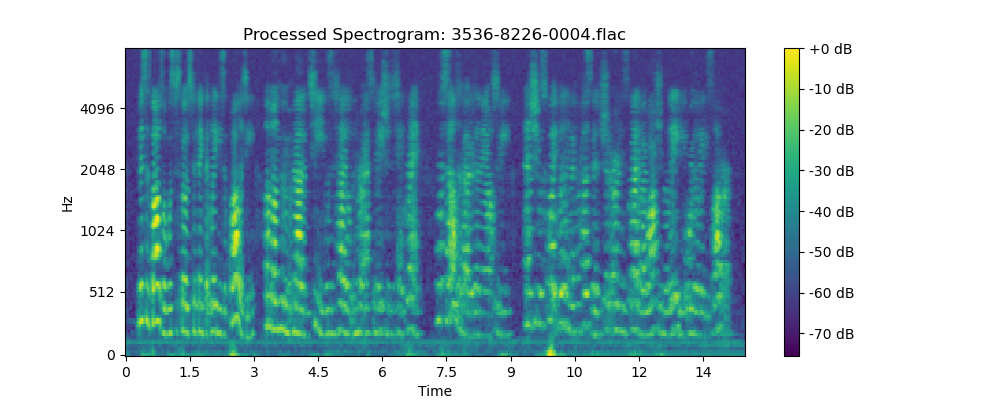 Processed Spectrogram: 3536-8226-0004.flac
+0 dB
4096
-10 dB
-20 dB
2048
-30 dB
Hz
1024
-40 dB
-50 dB
512
-60 dB
-70 dB
0
0 1.5 3 4.5 6 7.5 9 10 12 14
Time